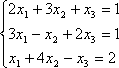 2x₁ + 3x₂ + x₃ = 1
3x₁ − x₂ + 2x₃ = 1
x₁ + 4x₂ − x₃ = 2